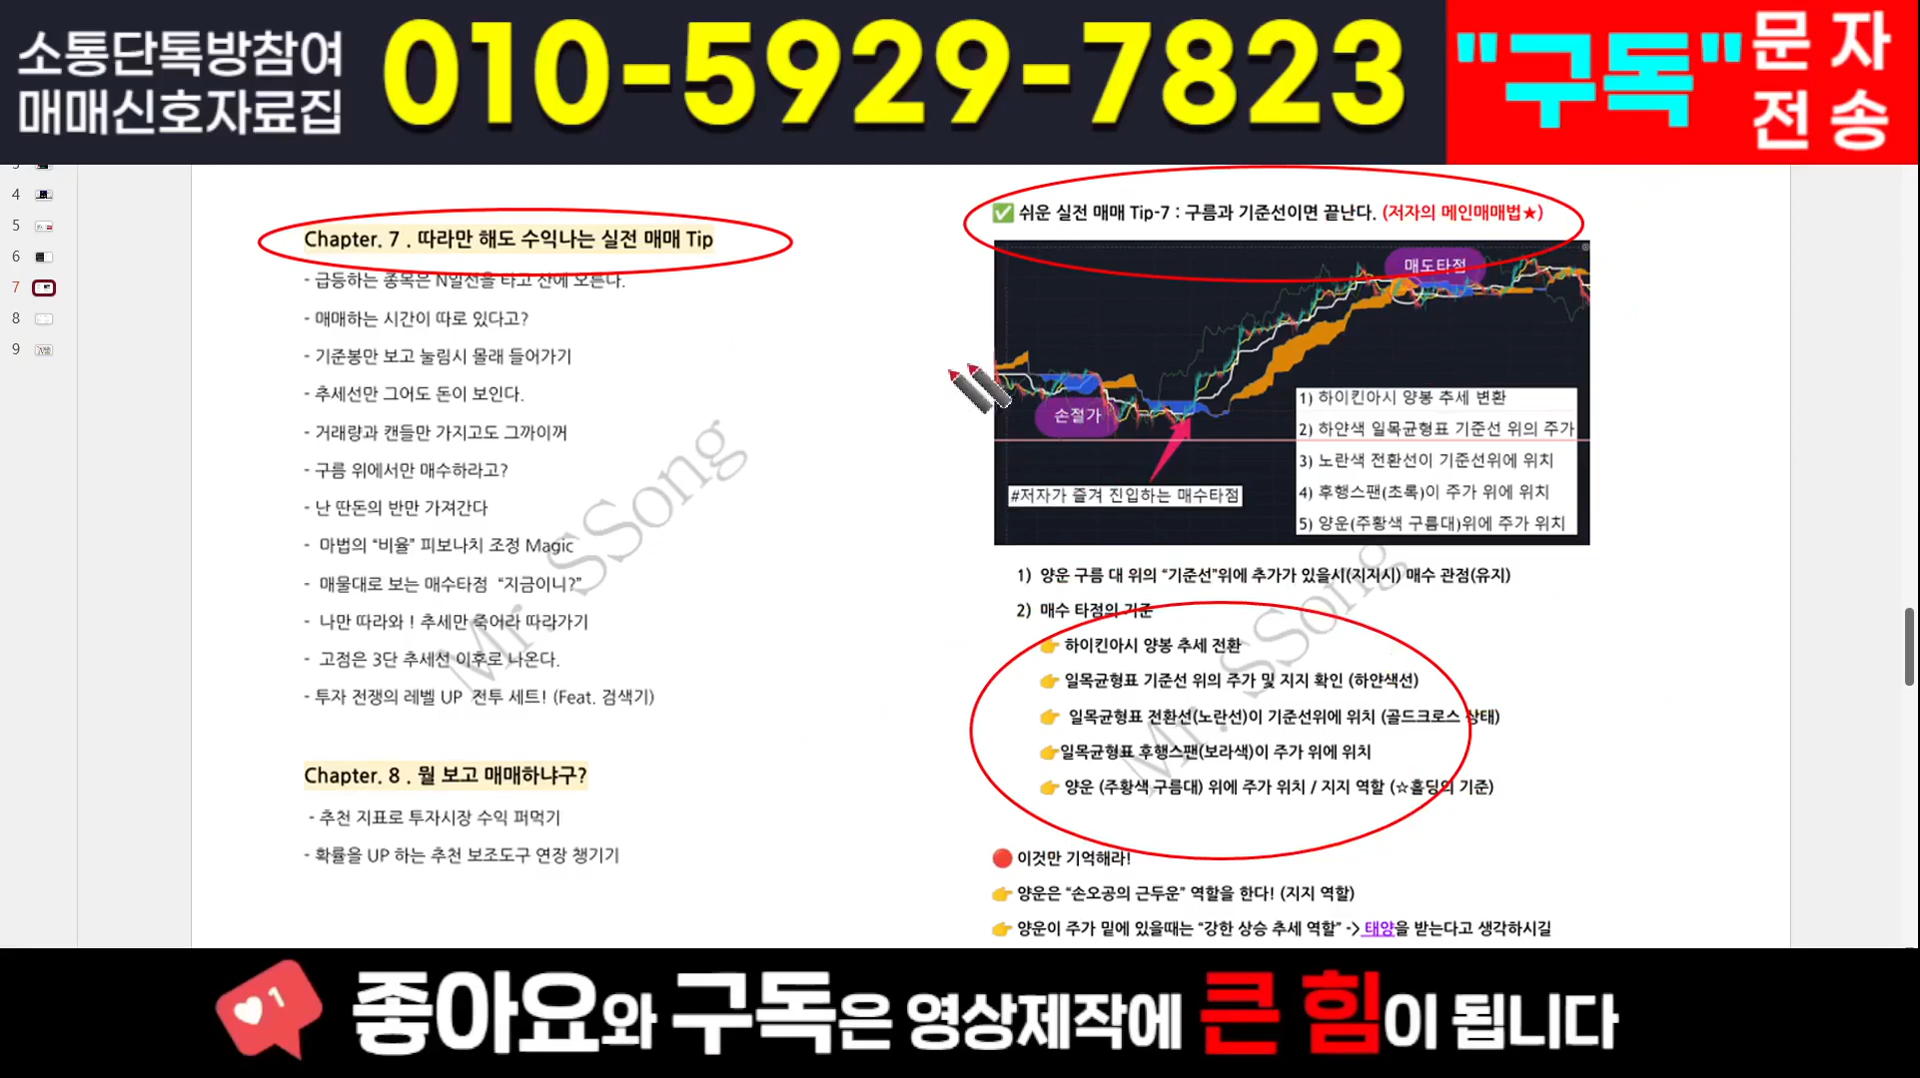 소통단톡방참여
매매신호자료집
010-5929-7823
"구독"
문자
전송
4
5
6
7
8
9
Chapter. 7 . 따라만 해도 수익나는 실전 매매 Tip
- 급등하는 종목은 N일선을 타고 산에 오른다.
- 매매하는 시간이 따로 있다고?
- 기준봉만 보고 눌림시 몰래 들어가기
- 추세선만 그어도 돈이 보인다.
- 거래량과 캔들만 가지고도 그까이꺼
- 구름 위에서만 매수하라고?
- 난 딴돈의 반만 가져간다
- 마법의 “비율” 피보나치 조정 Magic
- 매물대로 보는 매수타점 “지금이니?”
- 나만 따라와 ! 추세만 죽어라 따라가기
- 고점은 3단 추세선 이후로 나온다.
- 투자 전쟁의 레벨 UP 전투 세트! (Feat. 검색기)
Chapter. 8 . 뭘 보고 매매하냐구?
- 추천 지표로 투자시장 수익 퍼먹기
- 확률을 UP 하는 추천 보조도구 연장 챙기기
Mr. SSong
✅ 쉬운 실전 매매 Tip-7 : 구름과 기준선이면 끝난다. (저자의 메인매매법★)
매도타점
손절가
#저자가 즐겨 진입하는 매수타점
1) 하이킨아시 양봉 추세 변환
2) 하얀색 일목균형표 기준선 위의 주가
3) 노란색 전환선이 기준선위에 위치
4) 후행스팬(초록)이 주가 위에 위치
5) 양운(주황색 구름대)위에 주가 위치
1) 양운 구름 대 위의 “기준선”위에 추가가 있을시(지지시) 매수 관점(유지)
2) 매수 타점의 기준
👉 하이킨아시 양봉 추세 전환
👉 일목균형표 기준선 위의 주가 및 지지 확인 (하얀색선)
👉 일목균형표 전환선(노란선)이 기준선위에 위치 (골드크로스 상태)
👉일목균형표 후행스팬(보라색)이 주가 위에 위치
👉 양운 (주황색 구름대) 위에 주가 위치 / 지지 역할 (☆홀딩의 기준)
Mr. SSong
🔴 이것만 기억해라!
👉 양운은 “손오공의 근두운” 역할을 한다! (지지 역할)
👉 양운이 주가 밑에 있을때는 “강한 상승 추세 역할” -> 태양을 받는다고 생각하시길
1
좋아요와 구독은 영상제작에 큰 힘이 됩니다